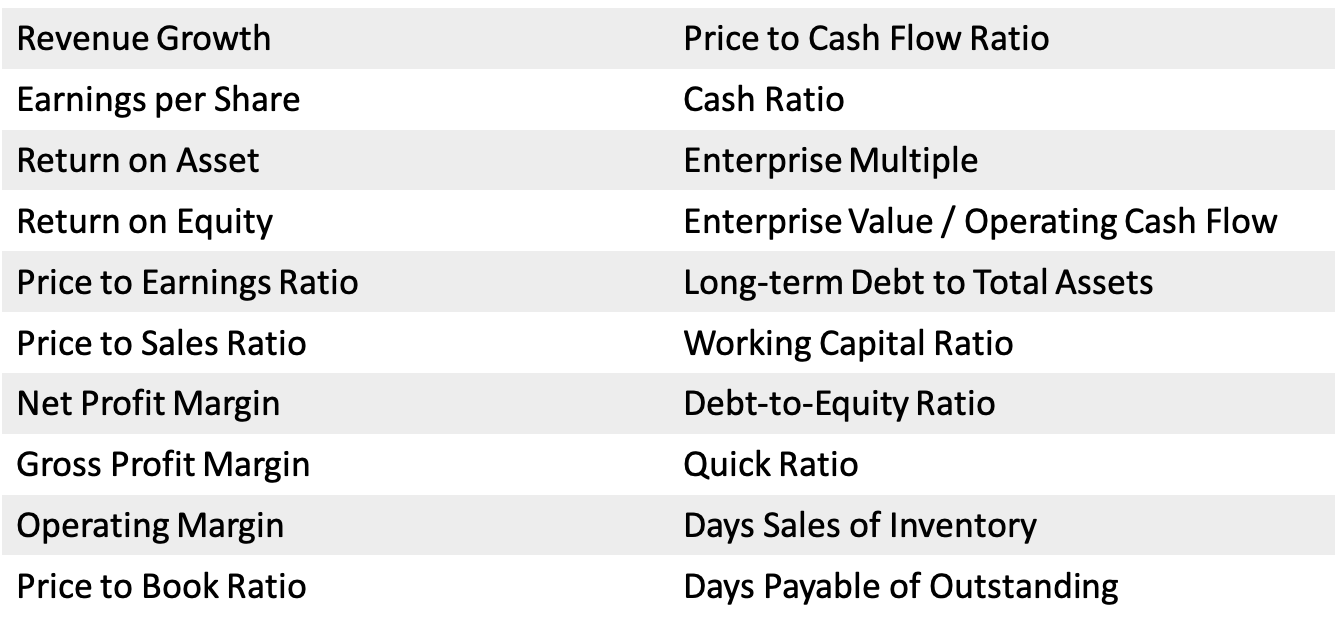 Revenue Growth Price to Cash Flow Ratio
Earnings per Share Cash Ratio
Return on Asset Enterprise Multiple
Return on Equity Enterprise Value / Operating Cash Flow
Price to Earnings Ratio Long-term Debt to Total Assets
Price to Sales Ratio Working Capital Ratio
Net Profit Margin Debt-to-Equity Ratio
Gross Profit Margin Quick Ratio
Operating Margin Days Sales of Inventory
Price to Book Ratio Days Payable of Outstanding